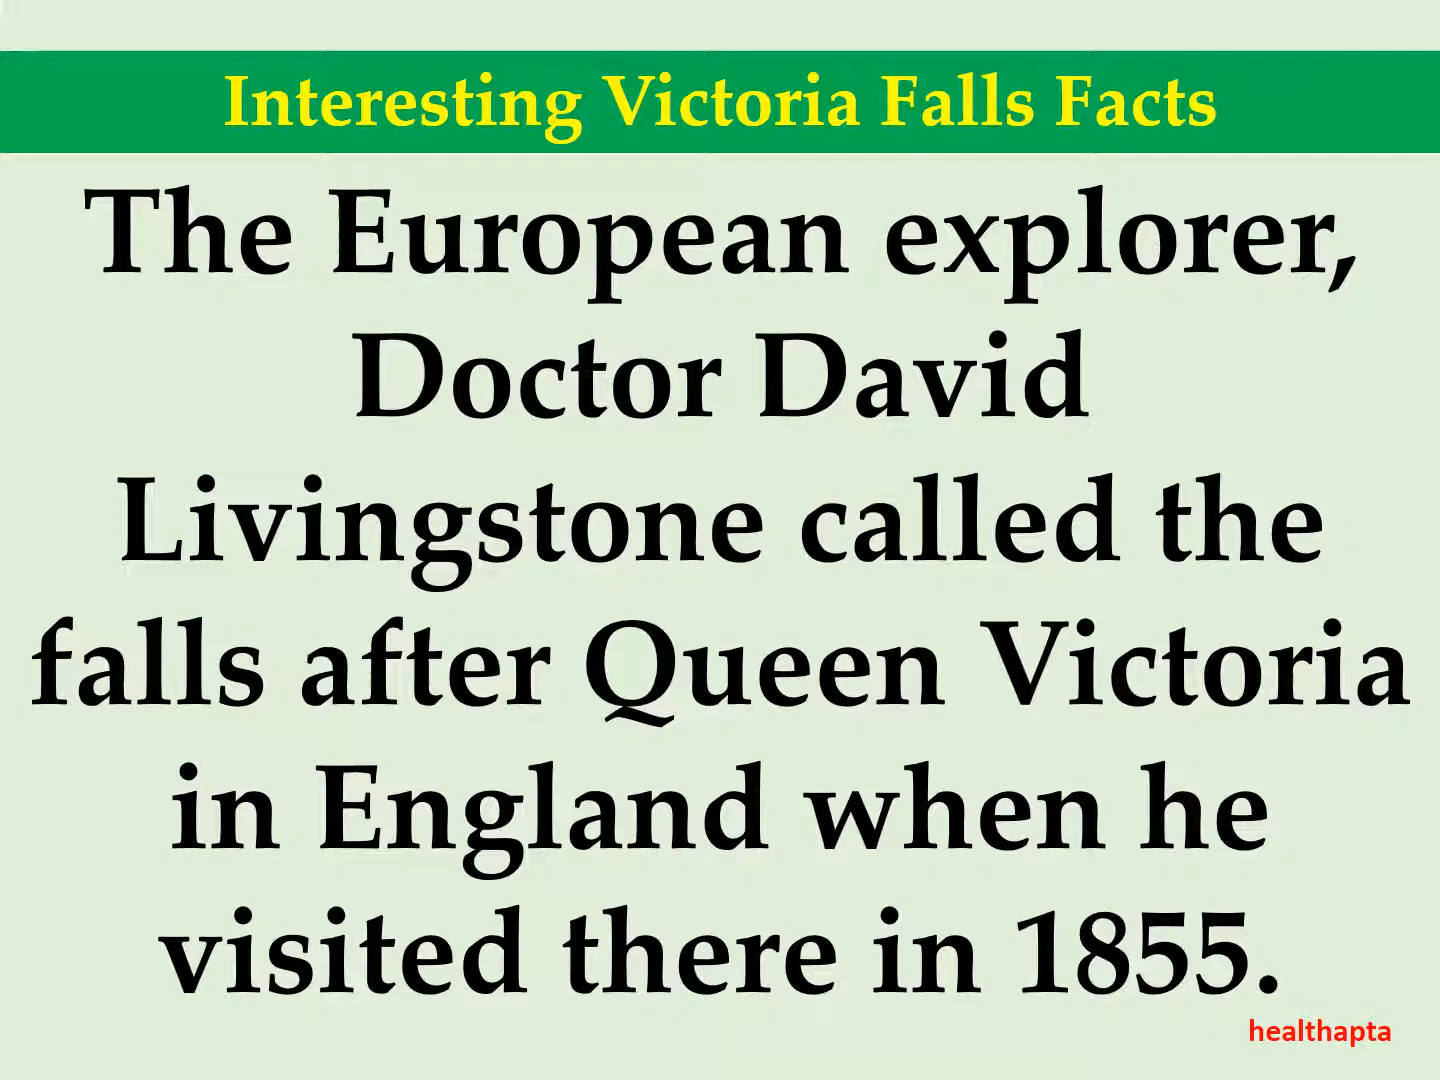 Interesting Victoria Falls Facts
The European explorer,
Doctor David
Livingstone called the
falls after Queen Victoria
in England when he
visited there in 1855.
healthapta